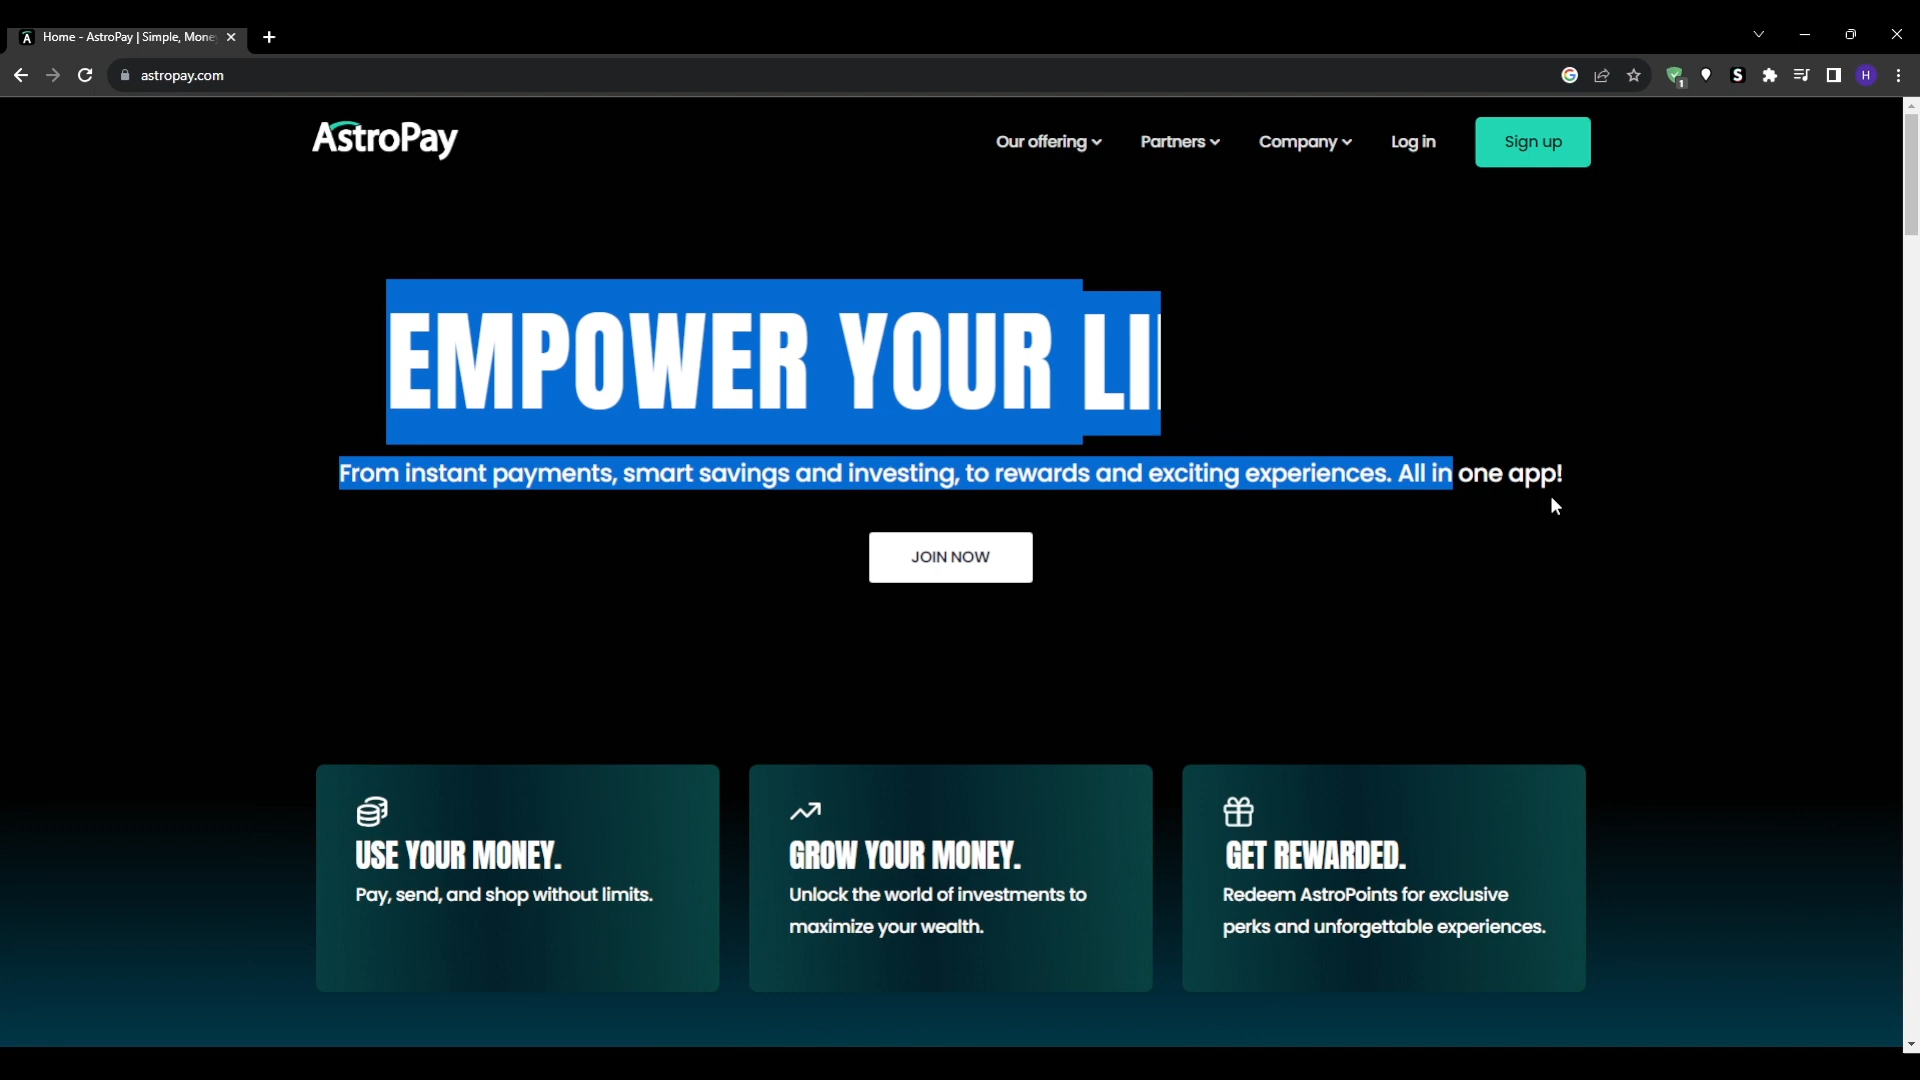 Home - AstroPay | Simple, Mone
astropay.com
1
S
H
AstroPay
Our offering
Partners
Company
Log in
Sign up
EMPOWER YOUR LI
From instant payments, smart savings and investing, to rewards and exciting experiences. All in one app!
JOIN NOW
USE YOUR MONEY.
Pay, send, and shop without limits.
GROW YOUR MONEY.
Unlock the world of investments to
maximize your wealth.
GET REWARDED.
Redeem AstroPoints for exclusive
perks and unforgettable experiences.